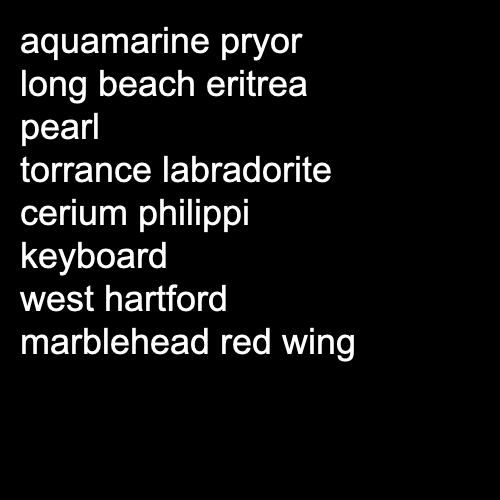 aquamarine pryor
long beach eritrea
pearl
torrance labradorite
cerium philippi
keyboard
west hartford
marblehead red wing